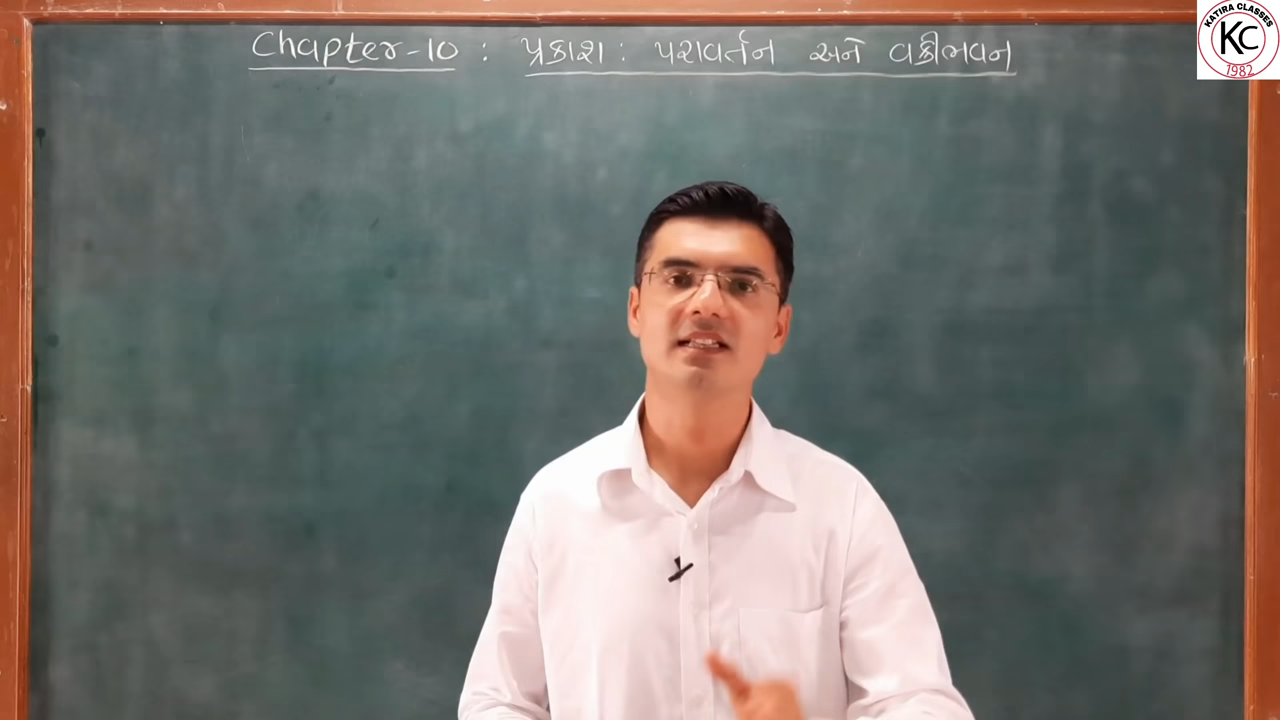 Chapter-10 : પ્રકાશ : પરાવર્તન અને વક્રીભવન
KATIRA CLASSES
KC
1982